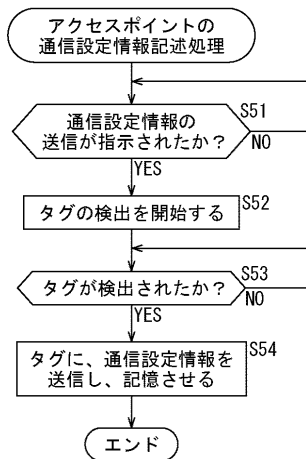 アクセスポイントの
通信設定情報記述処理
S51
通信設定情報の
送信が指示されたか？
NO
YES
タグの検出を開始する
S52
S53
タグが検出されたか？
NO
YES
S54
タグに、通信設定情報を
送信し、記憶させる
エンド